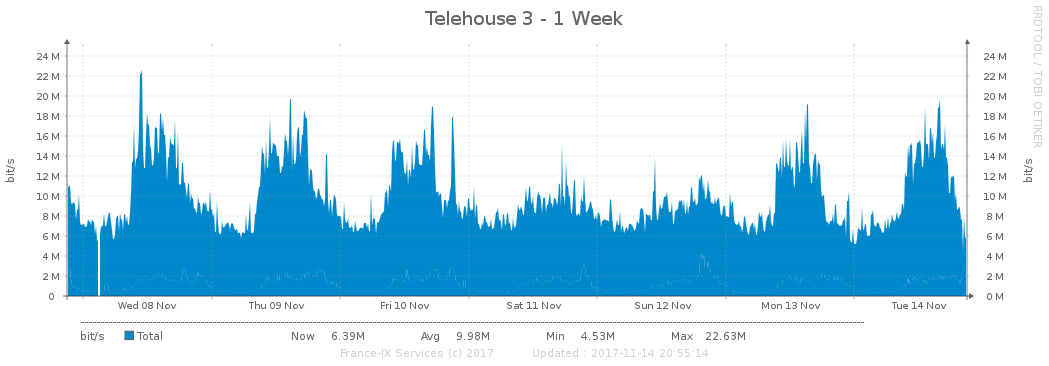 Telehouse 3 - 1 Week
RRDTOOL / TOBI OETIKER
24 M 24 M
22 M 22 M
20 M 20 M
18 M 18 M
16 M 16 M
14 M 14 M
12 M 12 M
10 M 10 M
8 M 8 M
6 M 6 M
4 M 4 M
2 M 2 M
0 0 M
bit/s
bit/s
Wed 08 Nov Thu 09 Nov Fri 10 Nov Sat 11 Nov Sun 12 Nov Mon 13 Nov Tue 14 Nov
bit/s Total Now 6.39M Avg 9.98M Min 4.53M Max 22.63M
France-IX Services (c) 2017 Updated : 2017-11-14 20:55:14